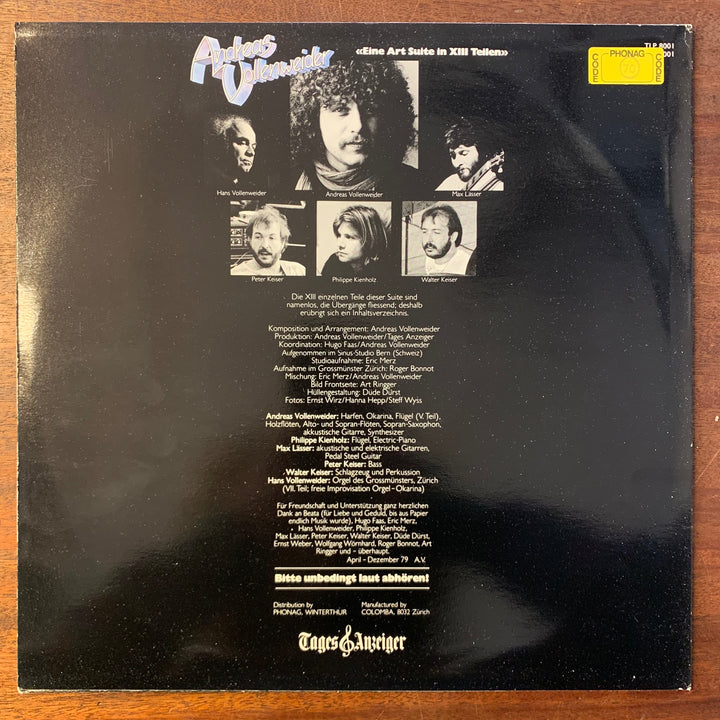 Andreas
Vollenweider
«Eine Art Suite in XIII Teilen»
TLP 8001
001
PHONAG
CODE
76
CODE
Hans Vollenweider
Andreas Vollenweider
Max Lässer
Peter Keiser
Philippe Kienholz
Walter Keiser
Die XIII einzelnen Teile dieser Suite sind
namenlos, die Übergänge fliessend; deshalb
erübrigt sich ein Inhaltsverzeichnis.
Komposition und Arrangement: Andreas Vollenweider
Produktion: Andreas Vollenweider/Tages Anzeiger
Koordination: Hugo Faas/Andreas Vollenweider
Aufgenommen im Sinus-Studio Bern (Schweiz)
Studioaufnahme: Eric Merz
Aufnahme im Grossmünster Zürich: Roger Bonnot
Mischung: Eric Merz/Andreas Vollenweider
Bild Frontseite: Art Ringger
Hüllengestaltung: Düde Dürst
Fotos: Ernst Wirz/Hanna Hepp/Steff Wyss
Andreas Vollenweider: Harfen, Okarina, Flügel (V. Teil),
Holzflöten, Alto- und Sopran-Flöten, Sopran-Saxophon,
akkustische Gitarre, Synthesizer
Philippe Kienholz: Flügel, Electric-Piano
Max Lässer: akustische und elektrische Gitarren,
Pedal Steel Guitar
Peter Keiser: Bass
Walter Keiser: Schlagzeug und Perkussion
Hans Vollenweider: Orgel des Grossmünsters, Zürich
(VII. Teil; freie Improvisation Orgel-Okarina)
Für Freundschaft und Unterstützung ganz herzlichen
Dank an Beata (für Liebe und Geduld, bis aus Papier
endlich Musik wurde), Hugo Faas, Eric Merz,
Hans Vollenweider, Philippe Kienholz,
Max Lässer, Peter Keiser, Walter Keiser, Düde Dürst,
Ernst Weber, Wolfgang Wörnhard, Roger Bonnot, Art
Ringger und – überhaupt.
April - Dezember 79 A.V.
Bitte unbedingt laut abhören!
Distribution by
PHONAG, WINTERTHUR
Manufactured by
COLOMBA, 8032 Zürich
Tages Anzeiger